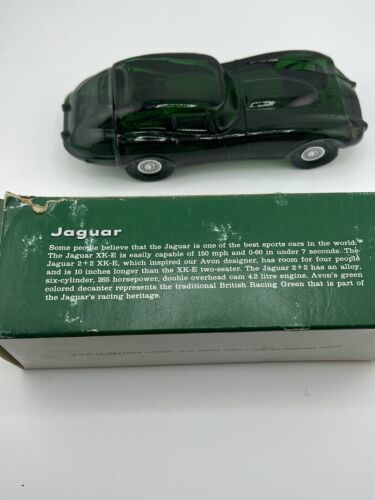 Jaguar
Some people believe that the Jaguar is one of the best sports cars in the world.
The Jaguar XK-E is easily capable of 150 mph and 0-60 in under 7 seconds. The
Jaguar 2+2 XK-E, which inspired our Avon designer, has room for four people
and is 10 inches longer than the XK-E two-seater. The Jaguar 2+2 has an alloy,
six-cylinder, 265 horsepower, double overhead cam 4.2 litre engine. Avon's green
colored decanter represents the traditional British Racing Green that is part of
the Jaguar's racing heritage.